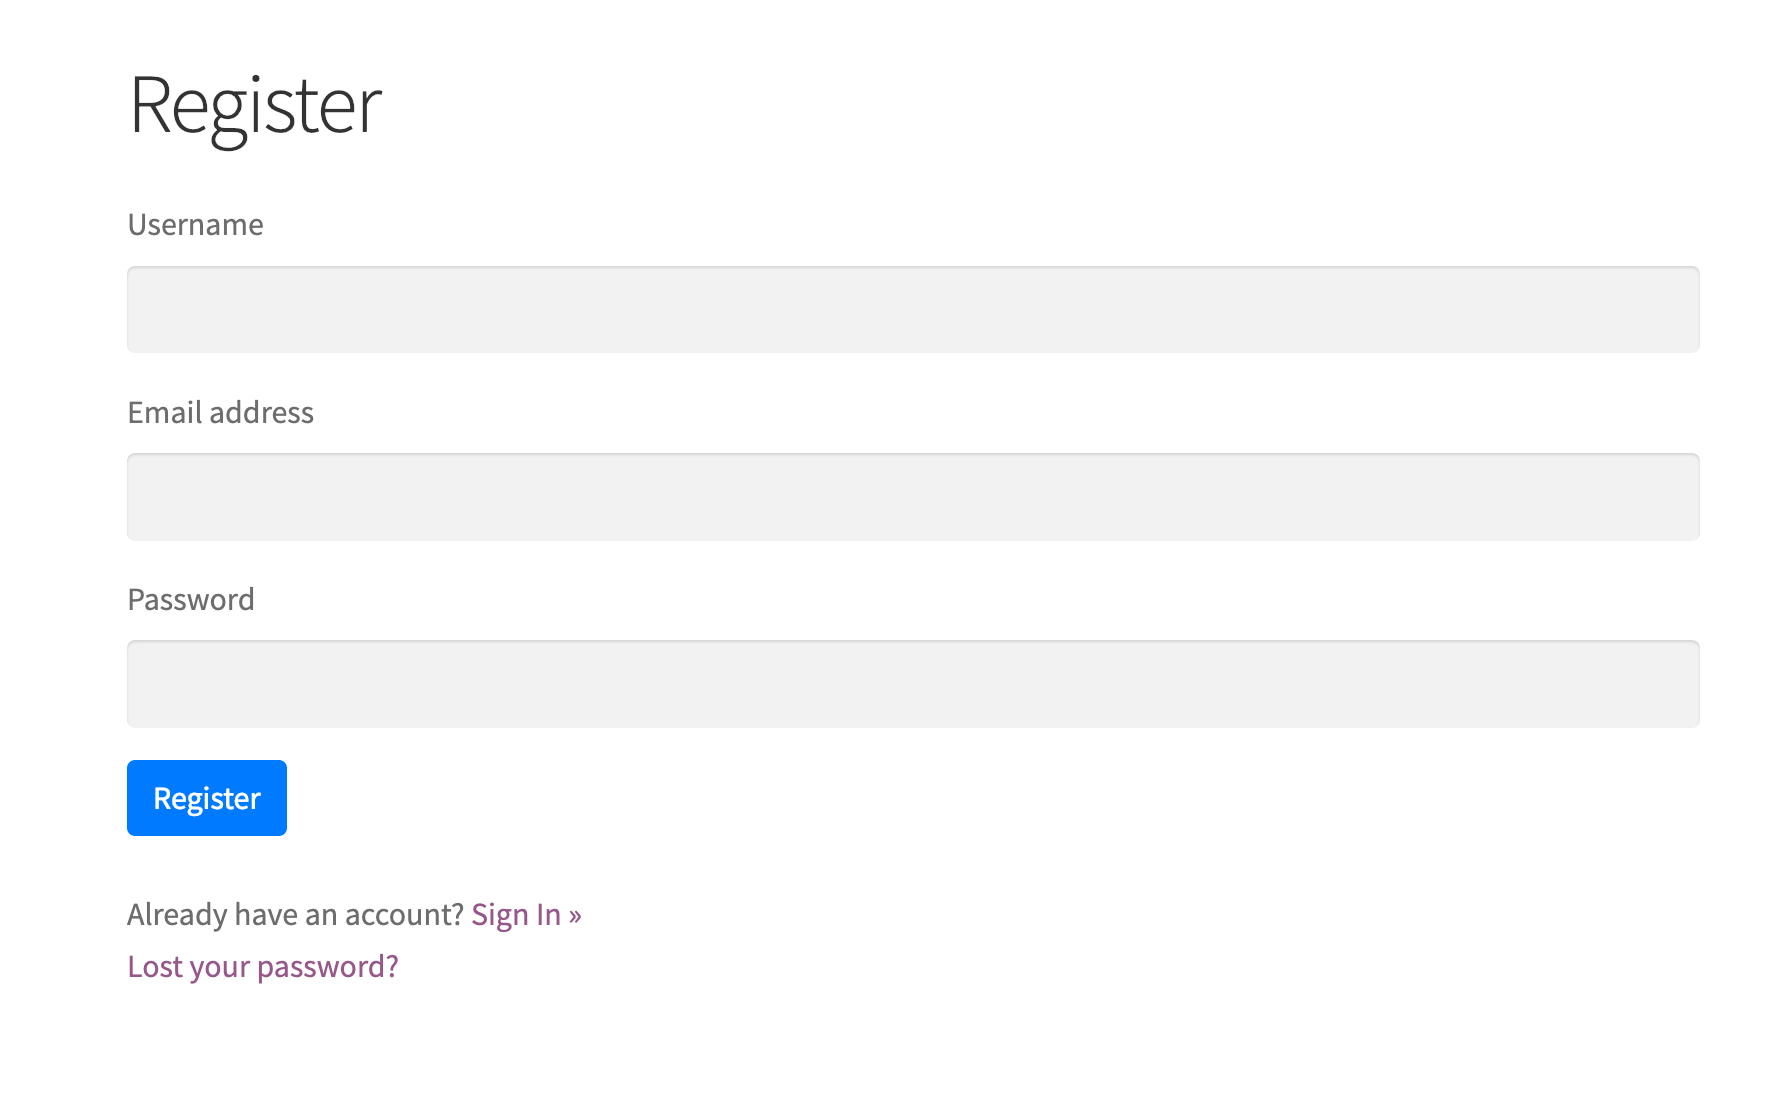 Register
Username
Email address
Password
Register
Already have an account? Sign In »
Lost your password?